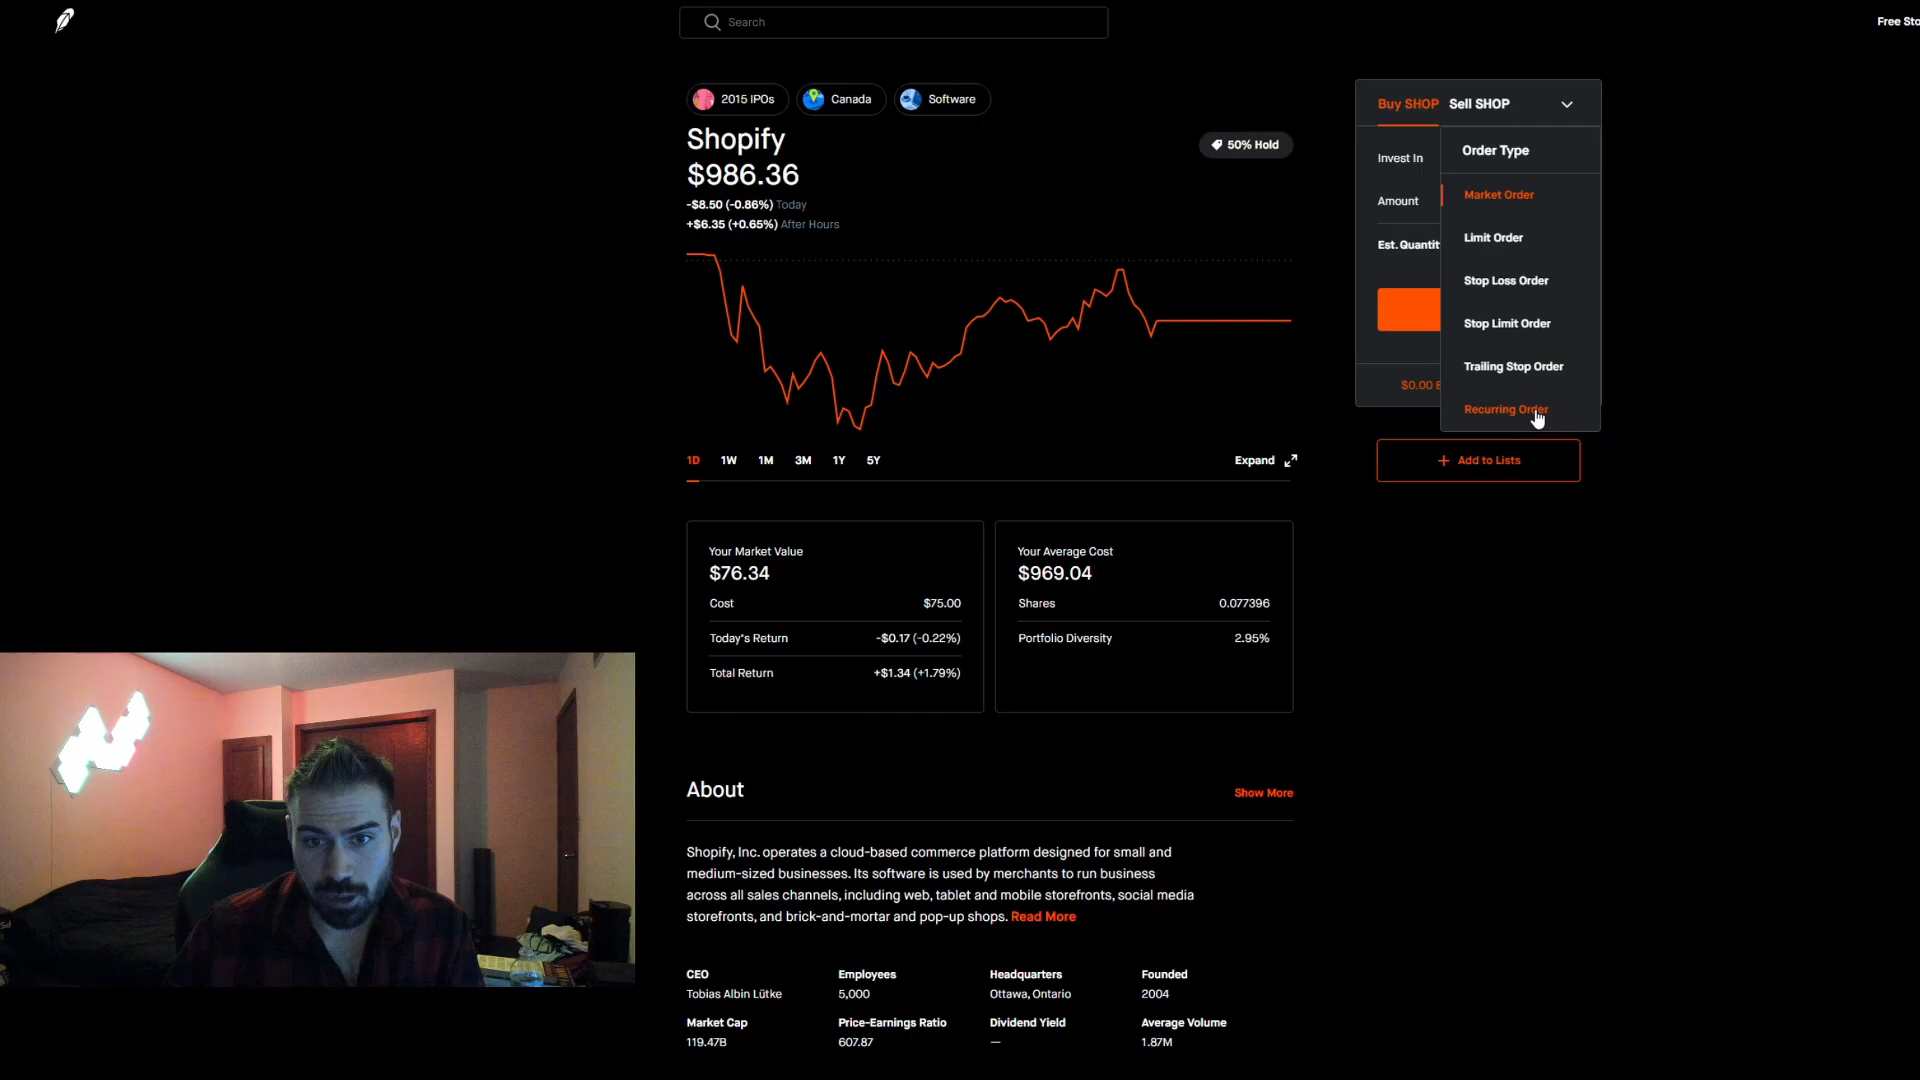 Search
Free Sto
2015 IPOs
Canada
Software
Shopify
$986.36
-$8.50 (-0.86%) Today
+$6.35 (+0.65%) After Hours
50% Hold
1D
1W
1M
3M
1Y
5Y
Expand
Your Market Value
$76.34
Cost $75.00
Today's Return -$0.17 (-0.22%)
Total Return +$1.34 (+1.79%)
Your Average Cost
$969.04
Shares 0.077396
Portfolio Diversity 2.95%
About
Show More
Shopify, Inc. operates a cloud-based commerce platform designed for small and
medium-sized businesses. Its software is used by merchants to run business
across all sales channels, including web, tablet and mobile storefronts, social media
storefronts, and brick-and-mortar and pop-up shops. Read More
CEO
Tobias Albin Lütke
Employees
5,000
Headquarters
Ottawa, Ontario
Founded
2004
Market Cap
119.47B
Price-Earnings Ratio
607.87
Dividend Yield
—
Average Volume
1.87M
Buy SHOP
Sell SHOP
Invest In
Amount
Est. Quantit
$0.00 B
Order Type
Market Order
Limit Order
Stop Loss Order
Stop Limit Order
Trailing Stop Order
Recurring Order
+ Add to Lists